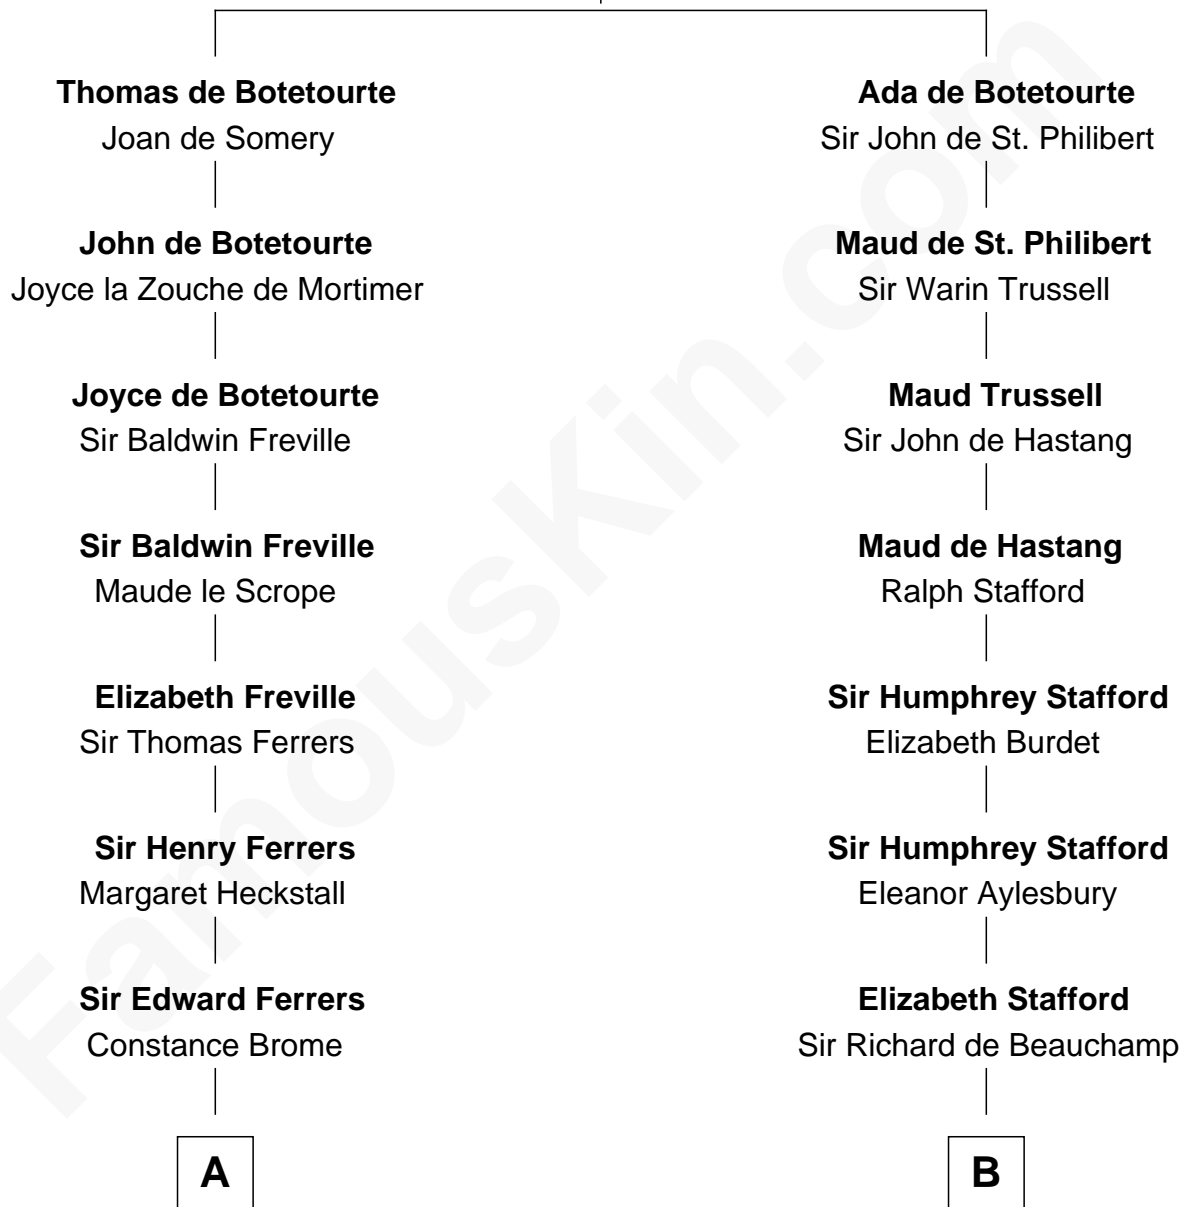 Thomas de Botetourte
Joan de Somery
John de Botetourte
Joyce la Zouche de Mortimer
Joyce de Botetourte
Sir Baldwin Freville
Sir Baldwin Freville
Maude le Scrope
Elizabeth Freville
Sir Thomas Ferrers
Sir Henry Ferrers
Margaret Heckstall
Sir Edward Ferrers
Constance Brome
A
Ada de Botetourte
Sir John de St. Philibert
Maud de St. Philibert
Sir Warin Trussell
Maud Trussell
Sir John de Hastang
Maud de Hastang
Ralph Stafford
Sir Humphrey Stafford
Elizabeth Burdet
Sir Humphrey Stafford
Eleanor Aylesbury
Elizabeth Stafford
Sir Richard de Beauchamp
B
FamousKin.com